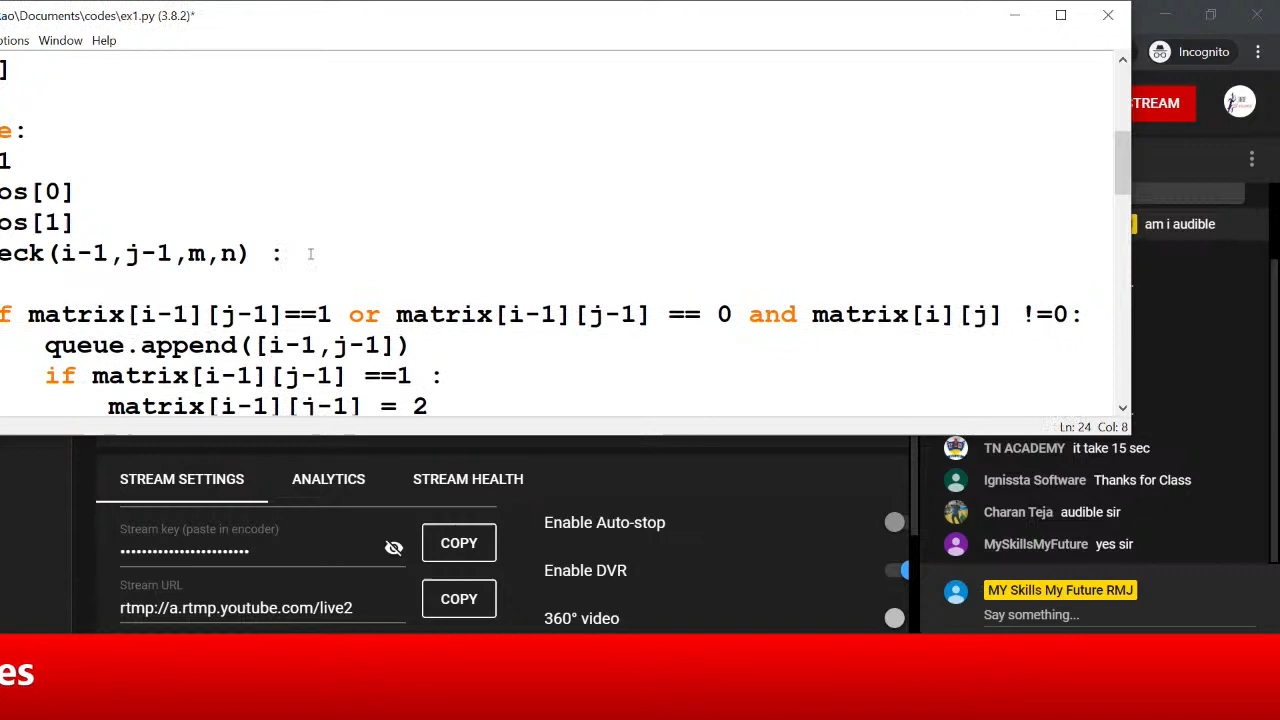 ao\Documents\codes\ex1.py (3.8.2)*
Incognito
ptions Window Help
]
STREAM
e:
1
os[0]
os[1]
am i audible
eck(i-1,j-1,m,n) :
f matrix[i-1][j-1]==1 or matrix[i-1][j-1] == 0 and matrix[i][j] !=0:
queue.append([i-1,j-1])
if matrix[i-1][j-1] ==1 :
matrix[i-1][j-1] = 2
Ln: 24 Col: 8
TN ACADEMY it take 15 sec
STREAM SETTINGS ANALYTICS STREAM HEALTH
Ignissta Software Thanks for Class
Stream key (paste in encoder)
Enable Auto-stop
Charan Teja audible sir
•••••••••••••••••••••••• COPY
MySkillsMyFuture yes sir
Enable DVR
Stream URL
MY Skills My Future RMJ
rtmp://a.rtmp.youtube.com/live2 COPY
Say something...
360° video
es